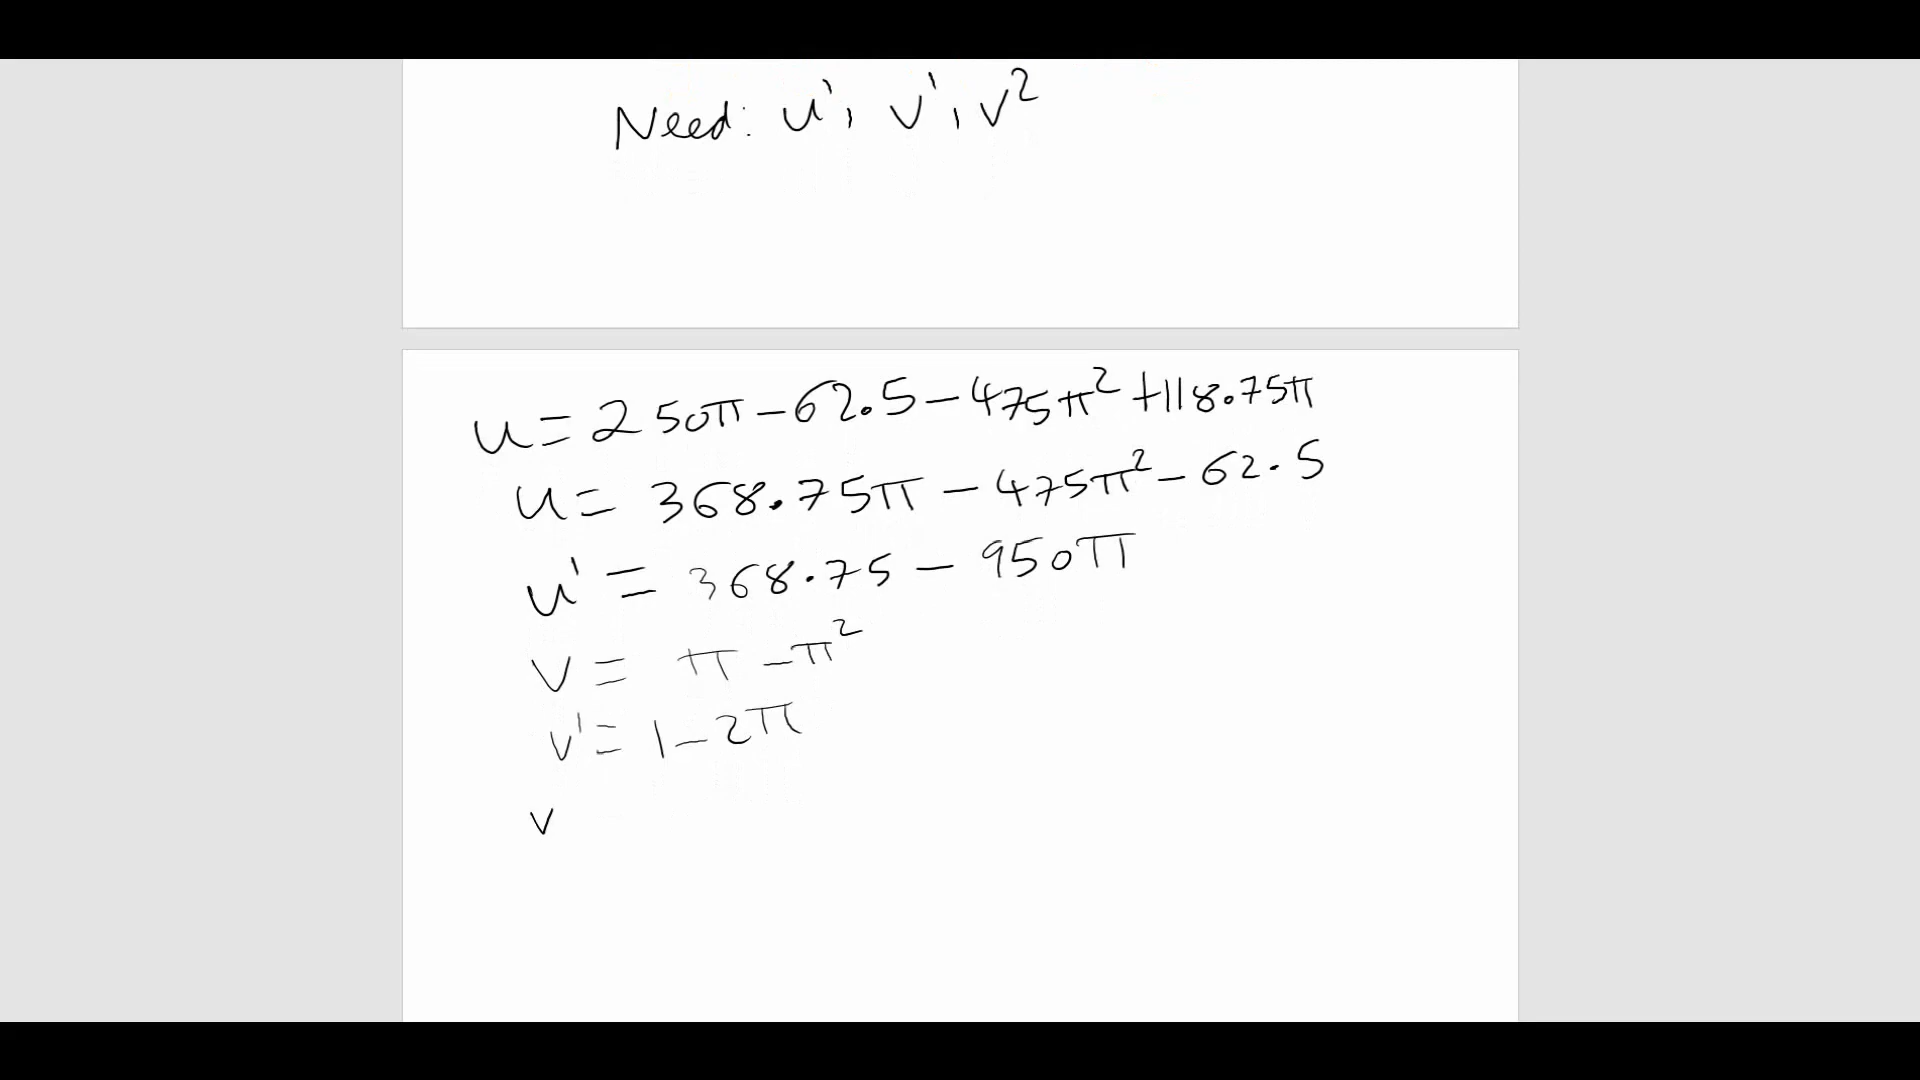 Need: u', v', v²
u = 250π - 62.5 - 475π² + 118.75π
u = 368.75π - 475π² - 62.5
u' = 368.75 - 950π
v = π - π²
v' = 1 - 2π
v